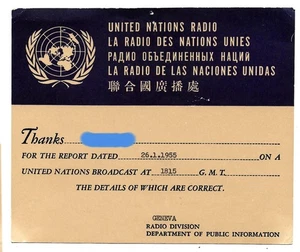 UNITED NATIONS RADIO
LA RADIO DES NATIONS UNIES
РАДИО ОБЪЕДИНЕННЫХ НАЦИЙ
LA RADIO DE LAS NACIONES UNIDAS
聯合國廣播處
Thanks
FOR THE REPORT DATED 26.1.1955 ON A
UNITED NATIONS BROADCAST AT 1815 G.M.T.
THE DETAILS OF WHICH ARE CORRECT.
GENEVA
RADIO DIVISION
DEPARTMENT OF PUBLIC INFORMATION